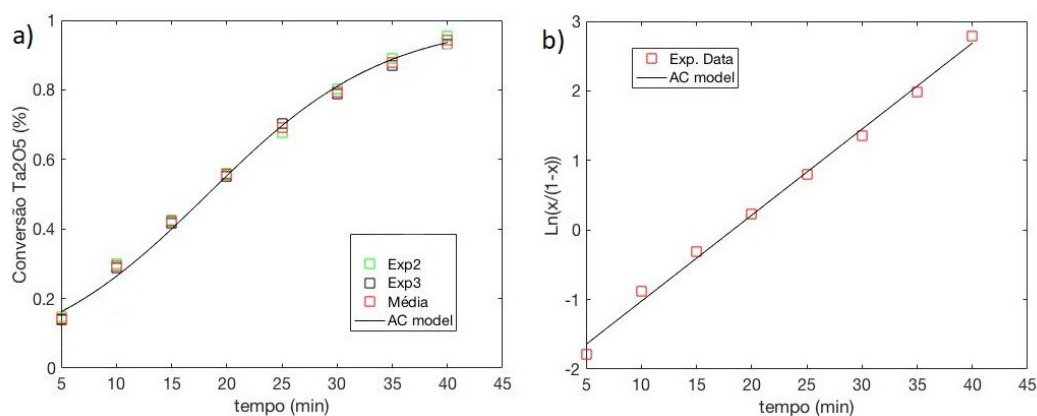 a)
Conversão Ta2O5 (%)
1
0.8
0.6
0.4
0.2
0
5 10 15 20 25 30 35 40 45
tempo (min)
Exp2
Exp3
Média
AC model
b)
Ln(x/(1-x))
3
2
1
0
-1
-2
5 10 15 20 25 30 35 40 45
tempo (min)
Exp. Data
AC model